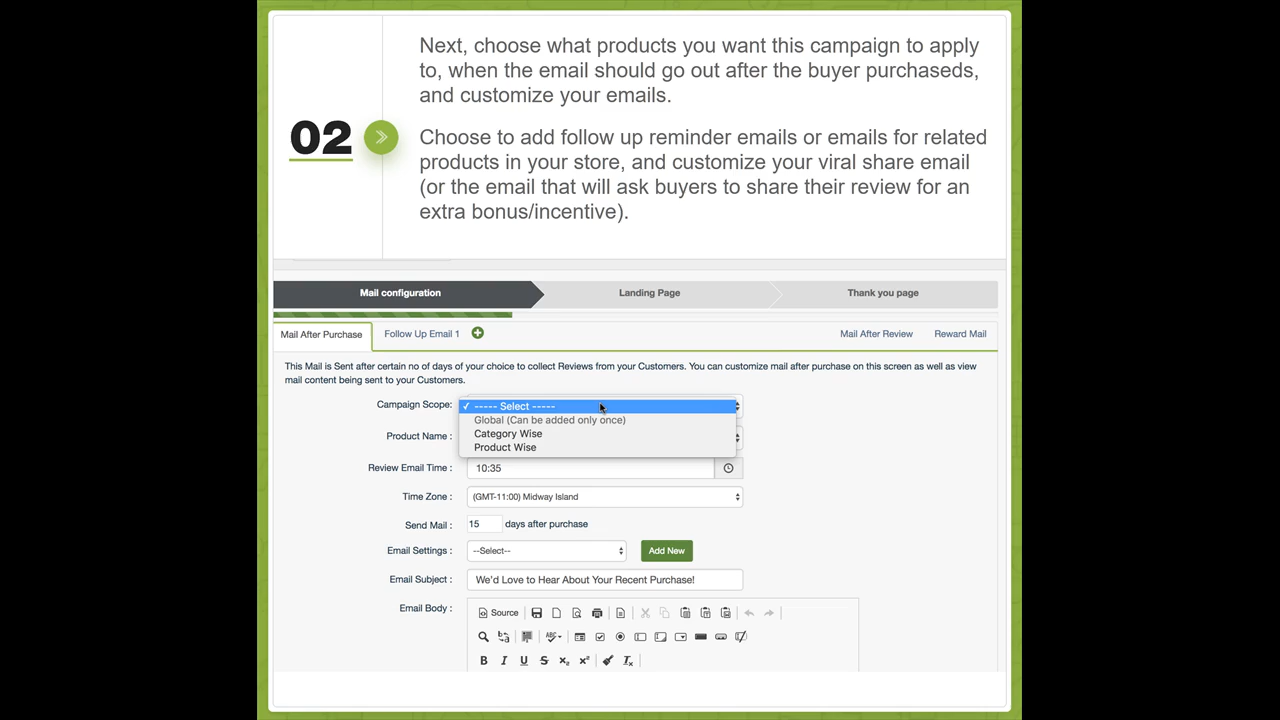 Next, choose what products you want this campaign to apply
to, when the email should go out after the buyer purchaseds,
and customize your emails.
02
Choose to add follow up reminder emails or emails for related
products in your store, and customize your viral share email
(or the email that will ask buyers to share their review for an
extra bonus/incentive).
Mail configuration
Landing Page
Thank you page
Mail After Purchase
Follow Up Email 1
Mail After Review
Reward Mail
This Mail is Sent after certain no of days of your choice to collect Reviews from your Customers. You can customize mail after purchase on this screen as well as view
mail content being sent to your Customers.
Campaign Scope:
✓ ----- Select -----
Global (Can be added only once)
Category Wise
Product Wise
Product Name :
Review Email Time : 10:35
Time Zone : (GMT-11:00) Midway Island
Send Mail : 15 days after purchase
Email Settings : --Select-- Add New
Email Subject : We'd Love to Hear About Your Recent Purchase!
Email Body :
Source
ABC
B I U S x₂ x² Tx